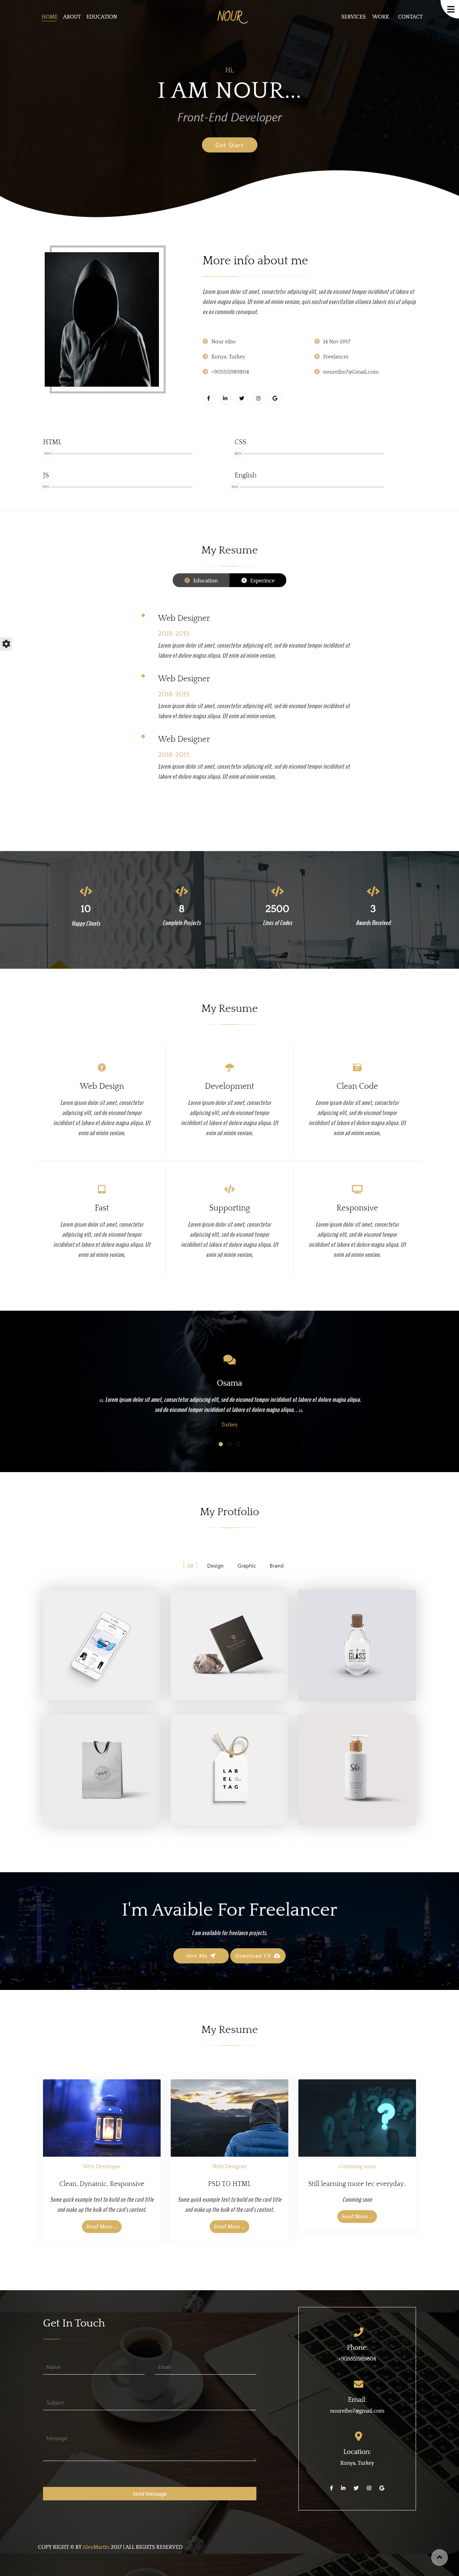 HOME ABOUT EDUCATION
NOUR
SERVICES WORK CONTACT
Hi,
I AM NOUR...
Front-End Developer
Get Start
More info about me
Lorem ipsum dolor sit amet, consectetur adipiscing elit, sed do eiusmod tempor incididunt ut labore et
dolore magna aliqua. Ut enim ad minim veniam, quis nostrud exercitation ullamco laboris nisi ut aliquip
ex ea commodo consequat.
Nour eibo
14 Nov 1997
Konya, Turkey
Freelancer
+905551989804
noureibo7@Gmail.com
HTML
CSS
JS
English
My Resume
Education
Experince
Web Designer
2018-2019
Lorem ipsum dolor sit amet, consectetur adipiscing elit, sed do eiusmod tempor incididunt ut
labore et dolore magna aliqua. Ut enim ad minim veniam,
Web Designer
2018-2019
Lorem ipsum dolor sit amet, consectetur adipiscing elit, sed do eiusmod tempor incididunt ut
labore et dolore magna aliqua. Ut enim ad minim veniam,
Web Designer
2018-2019
Lorem ipsum dolor sit amet, consectetur adipiscing elit, sed do eiusmod tempor incididunt ut
labore et dolore magna aliqua. Ut enim ad minim veniam,
10
Happy Clients
8
Complete Projects
2500
Lines of Codes
3
Awards Received
My Resume
Web Design
Lorem ipsum dolor sit amet, consectetur
adipiscing elit, sed do eiusmod tempor
incididunt ut labore et dolore magna aliqua. Ut
enim ad minim veniam,
Development
Lorem ipsum dolor sit amet, consectetur
adipiscing elit, sed do eiusmod tempor
incididunt ut labore et dolore magna aliqua. Ut
enim ad minim veniam,
Clean Code
Lorem ipsum dolor sit amet, consectetur
adipiscing elit, sed do eiusmod tempor
incididunt ut labore et dolore magna aliqua. Ut
enim ad minim veniam,
Fast
Lorem ipsum dolor sit amet, consectetur
adipiscing elit, sed do eiusmod tempor
incididunt ut labore et dolore magna aliqua. Ut
enim ad minim veniam,
Supporting
Lorem ipsum dolor sit amet, consectetur
adipiscing elit, sed do eiusmod tempor
incididunt ut labore et dolore magna aliqua. Ut
enim ad minim veniam,
Responsive
Lorem ipsum dolor sit amet, consectetur
adipiscing elit, sed do eiusmod tempor
incididunt ut labore et dolore magna aliqua. Ut
enim ad minim veniam,
Osama
Lorem ipsum dolor sit amet, consectetur adipiscing elit, sed do eiusmod tempor incididunt ut labore et dolore magna aliqua.
sed do eiusmod tempor incididunt ut labore et dolore magna aliqua. .
Turkey
My Protfolio
All Design Graphic Brand
GLASS
LAB
EL
TAG
I'm Avaible For Freelancer
I am available for freelance projects.
Hire Me
Download CV
My Resume
Web Developer
Clean, Dynamic, Responsive
Some quick example text to build on the card title
and make up the bulk of the card's content.
Read More ...
Web Designer
PSD TO HTML
Some quick example text to build on the card title
and make up the bulk of the card's content.
Read More ...
Comming soon
Still learning more tec everyday..
Comming soon
Read More ...
Get In Touch
Name
Email
Subject
Message
Send Message
Phone:
+905551989804
Email:
noureibo7@gmail.com
Location:
Konya, Turkey
COPY RIGHT © BY AlexMartin 2017 | ALL RIGHTS RESERVED